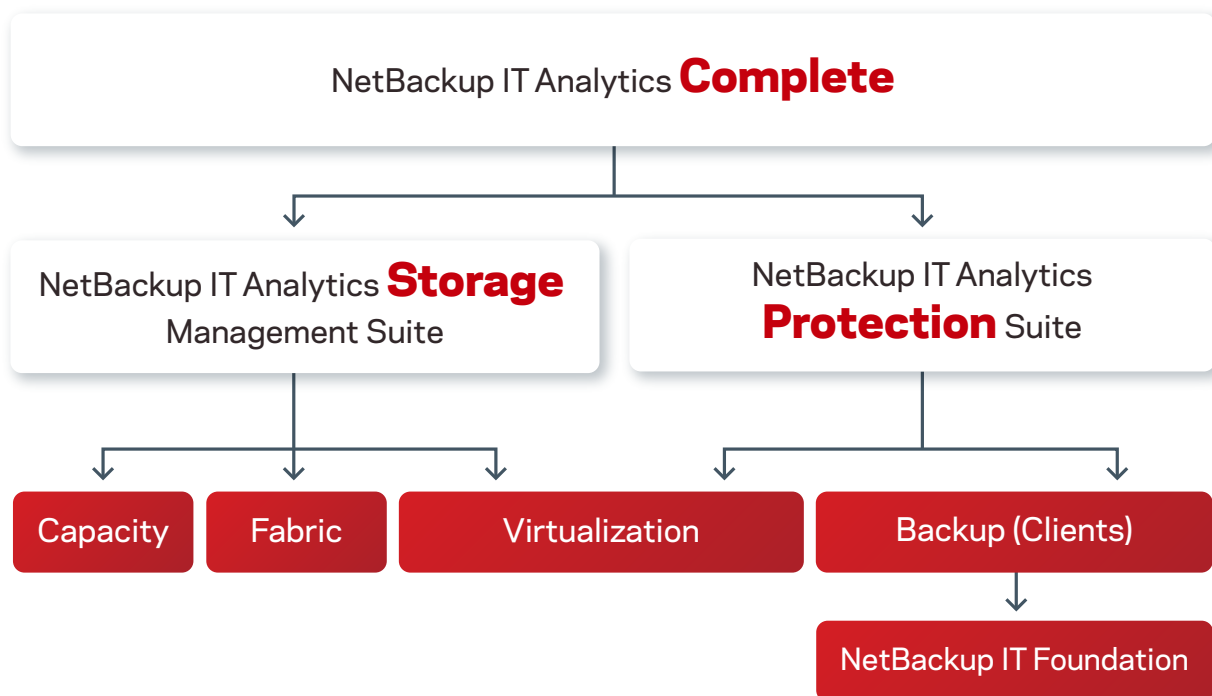 NetBackup IT Analytics Complete
NetBackup IT Analytics Storage
Management Suite
NetBackup IT Analytics
Protection Suite
Capacity
Fabric
Virtualization
Backup (Clients)
NetBackup IT Foundation